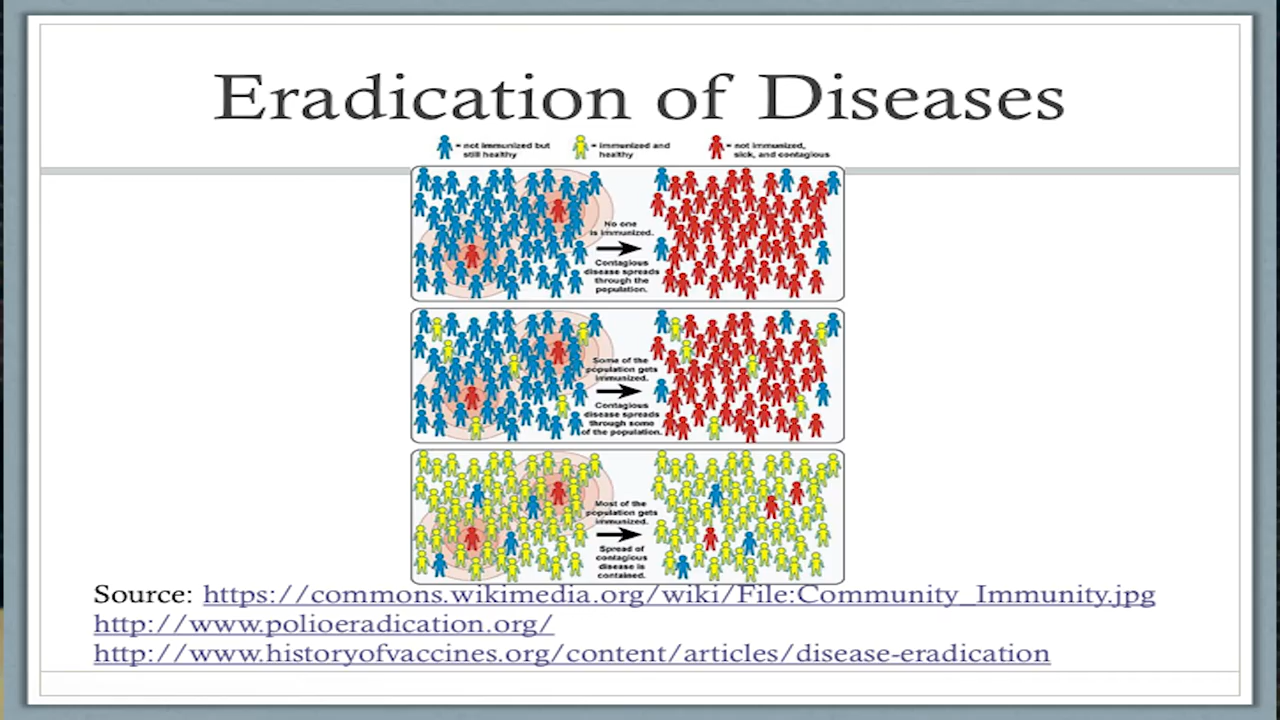 Eradication of Diseases
= not immunized but
still healthy
= immunized and
healthy
= not immunized,
sick, and contagious
No one
is immunized.
Contagious
disease spreads
through the
population.
Some of the
population gets
immunized.
Contagious
disease spreads
through some
of the population.
Most of the
population gets
immunized.
Spread of
contagious
disease is
contained.
Source: https://commons.wikimedia.org/wiki/File:Community_Immunity.jpg
http://www.polioeradication.org/
http://www.historyofvaccines.org/content/articles/disease-eradication